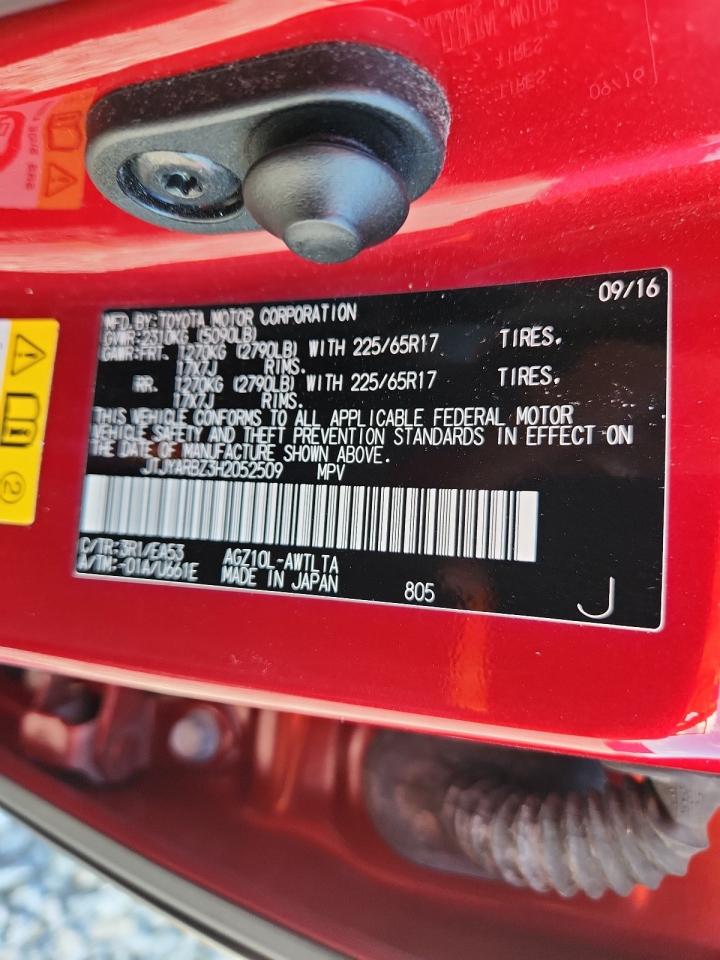 09/16
MFD. BY: TOYOTA MOTOR CORPORATION
GVWR: 2310KG (5090LB)
GAWR: FRT. 1270KG (2790LB) WITH 225/65R17 TIRES,
17X7J RIMS.
RR. 1270KG (2790LB) WITH 225/65R17 TIRES,
17X7J RIMS.
THIS VEHICLE CONFORMS TO ALL APPLICABLE FEDERAL MOTOR
VEHICLE SAFETY AND THEFT PREVENTION STANDARDS IN EFFECT ON
THE DATE OF MANUFACTURE SHOWN ABOVE.
JTJYARBZ3H2052509 MPV
C/TR: 3R1/EA53 AGZ10L-AWTLTA
A/TM: -01A/U661E MADE IN JAPAN 805
J
2